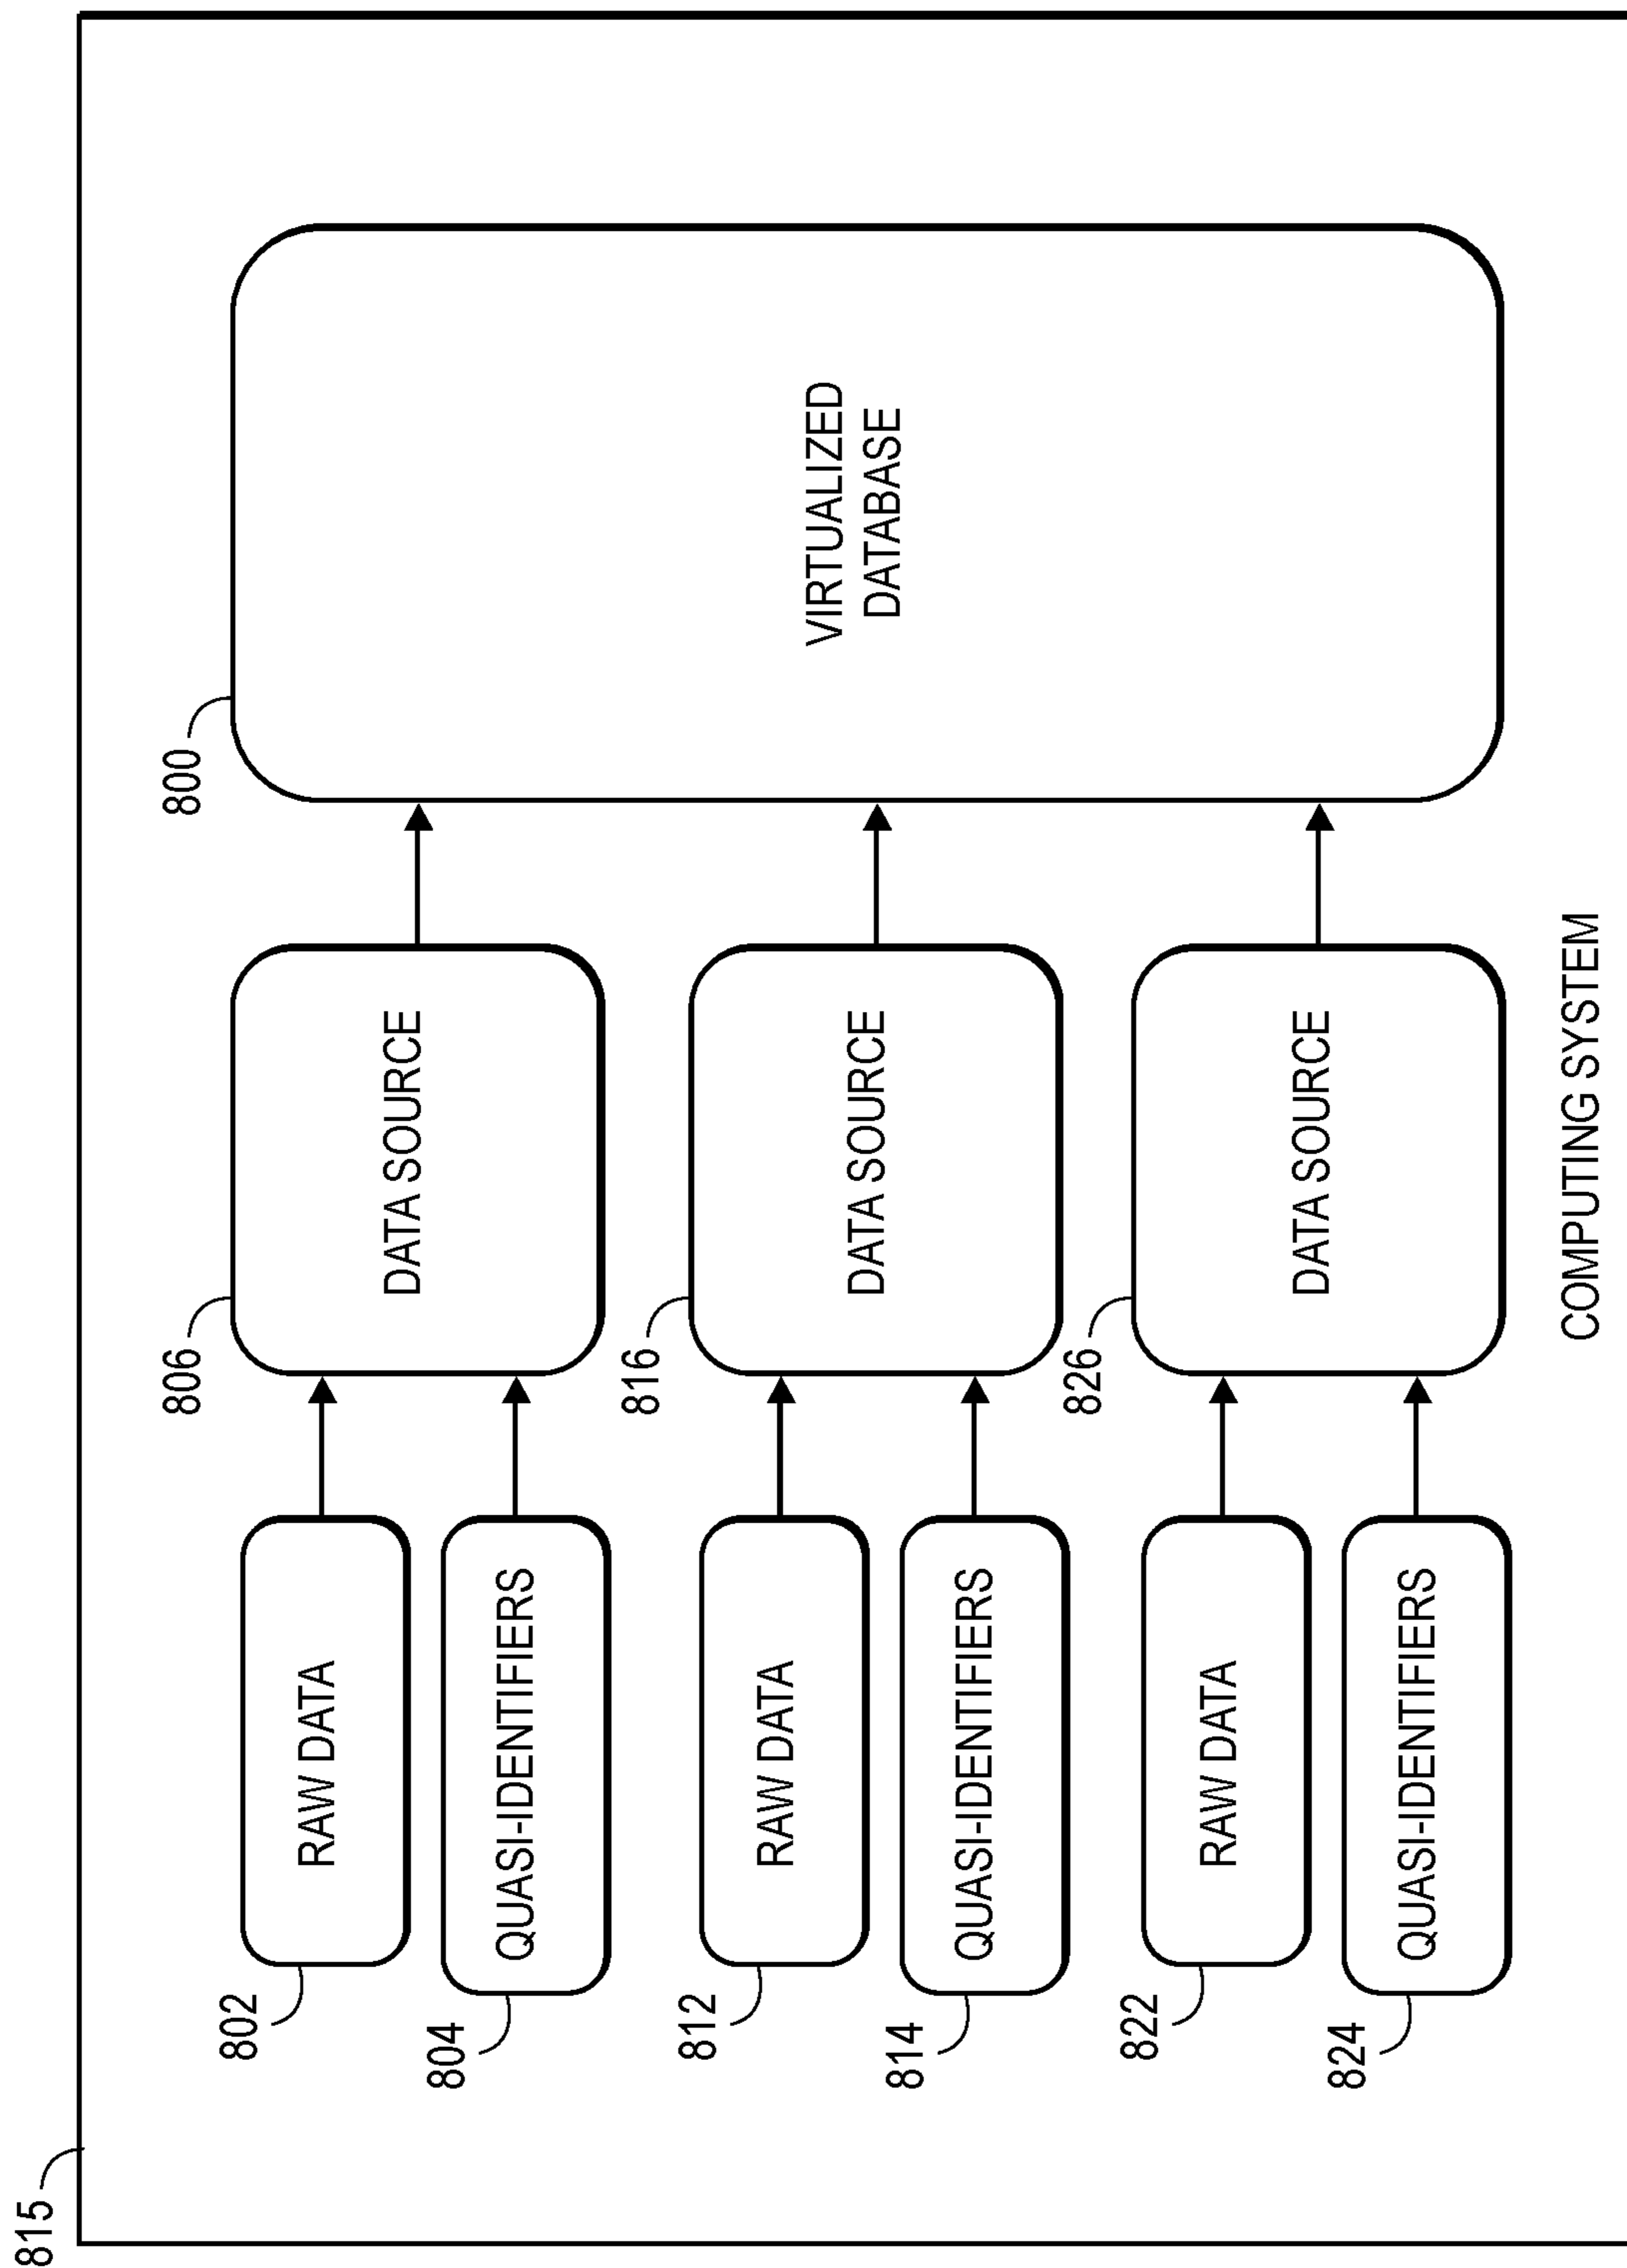 815
802
RAW DATA
804
QUASI-IDENTIFIERS
806
DATA SOURCE
812
RAW DATA
814
QUASI-IDENTIFIERS
816
DATA SOURCE
822
RAW DATA
824
QUASI-IDENTIFIERS
826
DATA SOURCE
800
VIRTUALIZED
DATABASE
COMPUTING SYSTEM